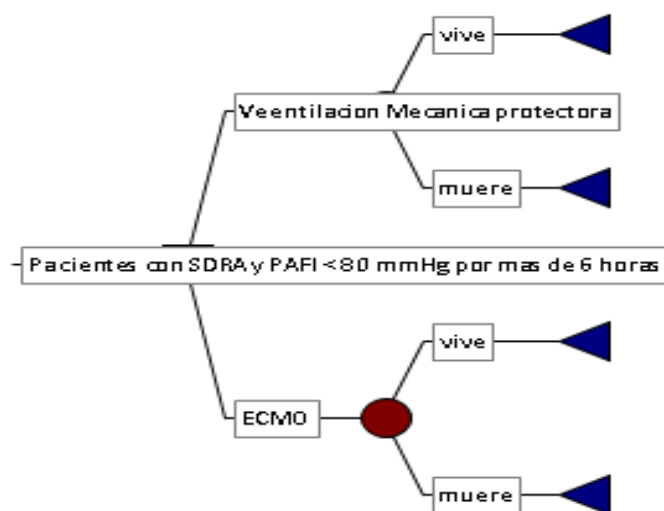 vive
Veentilacion Mecanica protectora
muere
Pacientes con SDRA y PAFI <80 mmHg por mas de 6 horas
vive
ECMO
muere